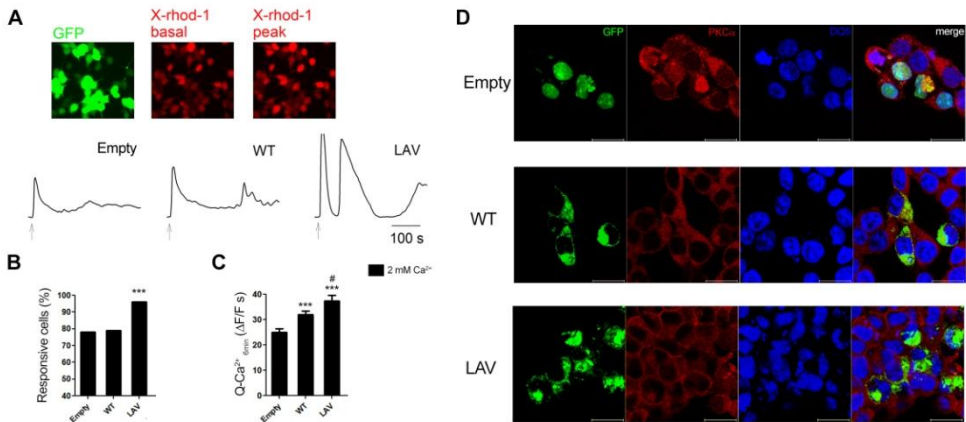 A
GFP
X-rhod-1
basal
X-rhod-1
peak
Empty
WT
LAV
100 s
B
Responsive cells (%)
100
90
80
70
60
50
40
***
Empty
WT
LAV
C
2 mM Ca²⁺
Q-Ca²⁺ 6min (ΔF/F s)
40
30
20
10
0
***
#
***
Empty
WT
LAV
D
GFP
PKCα
merge
Empty
WT
LAV